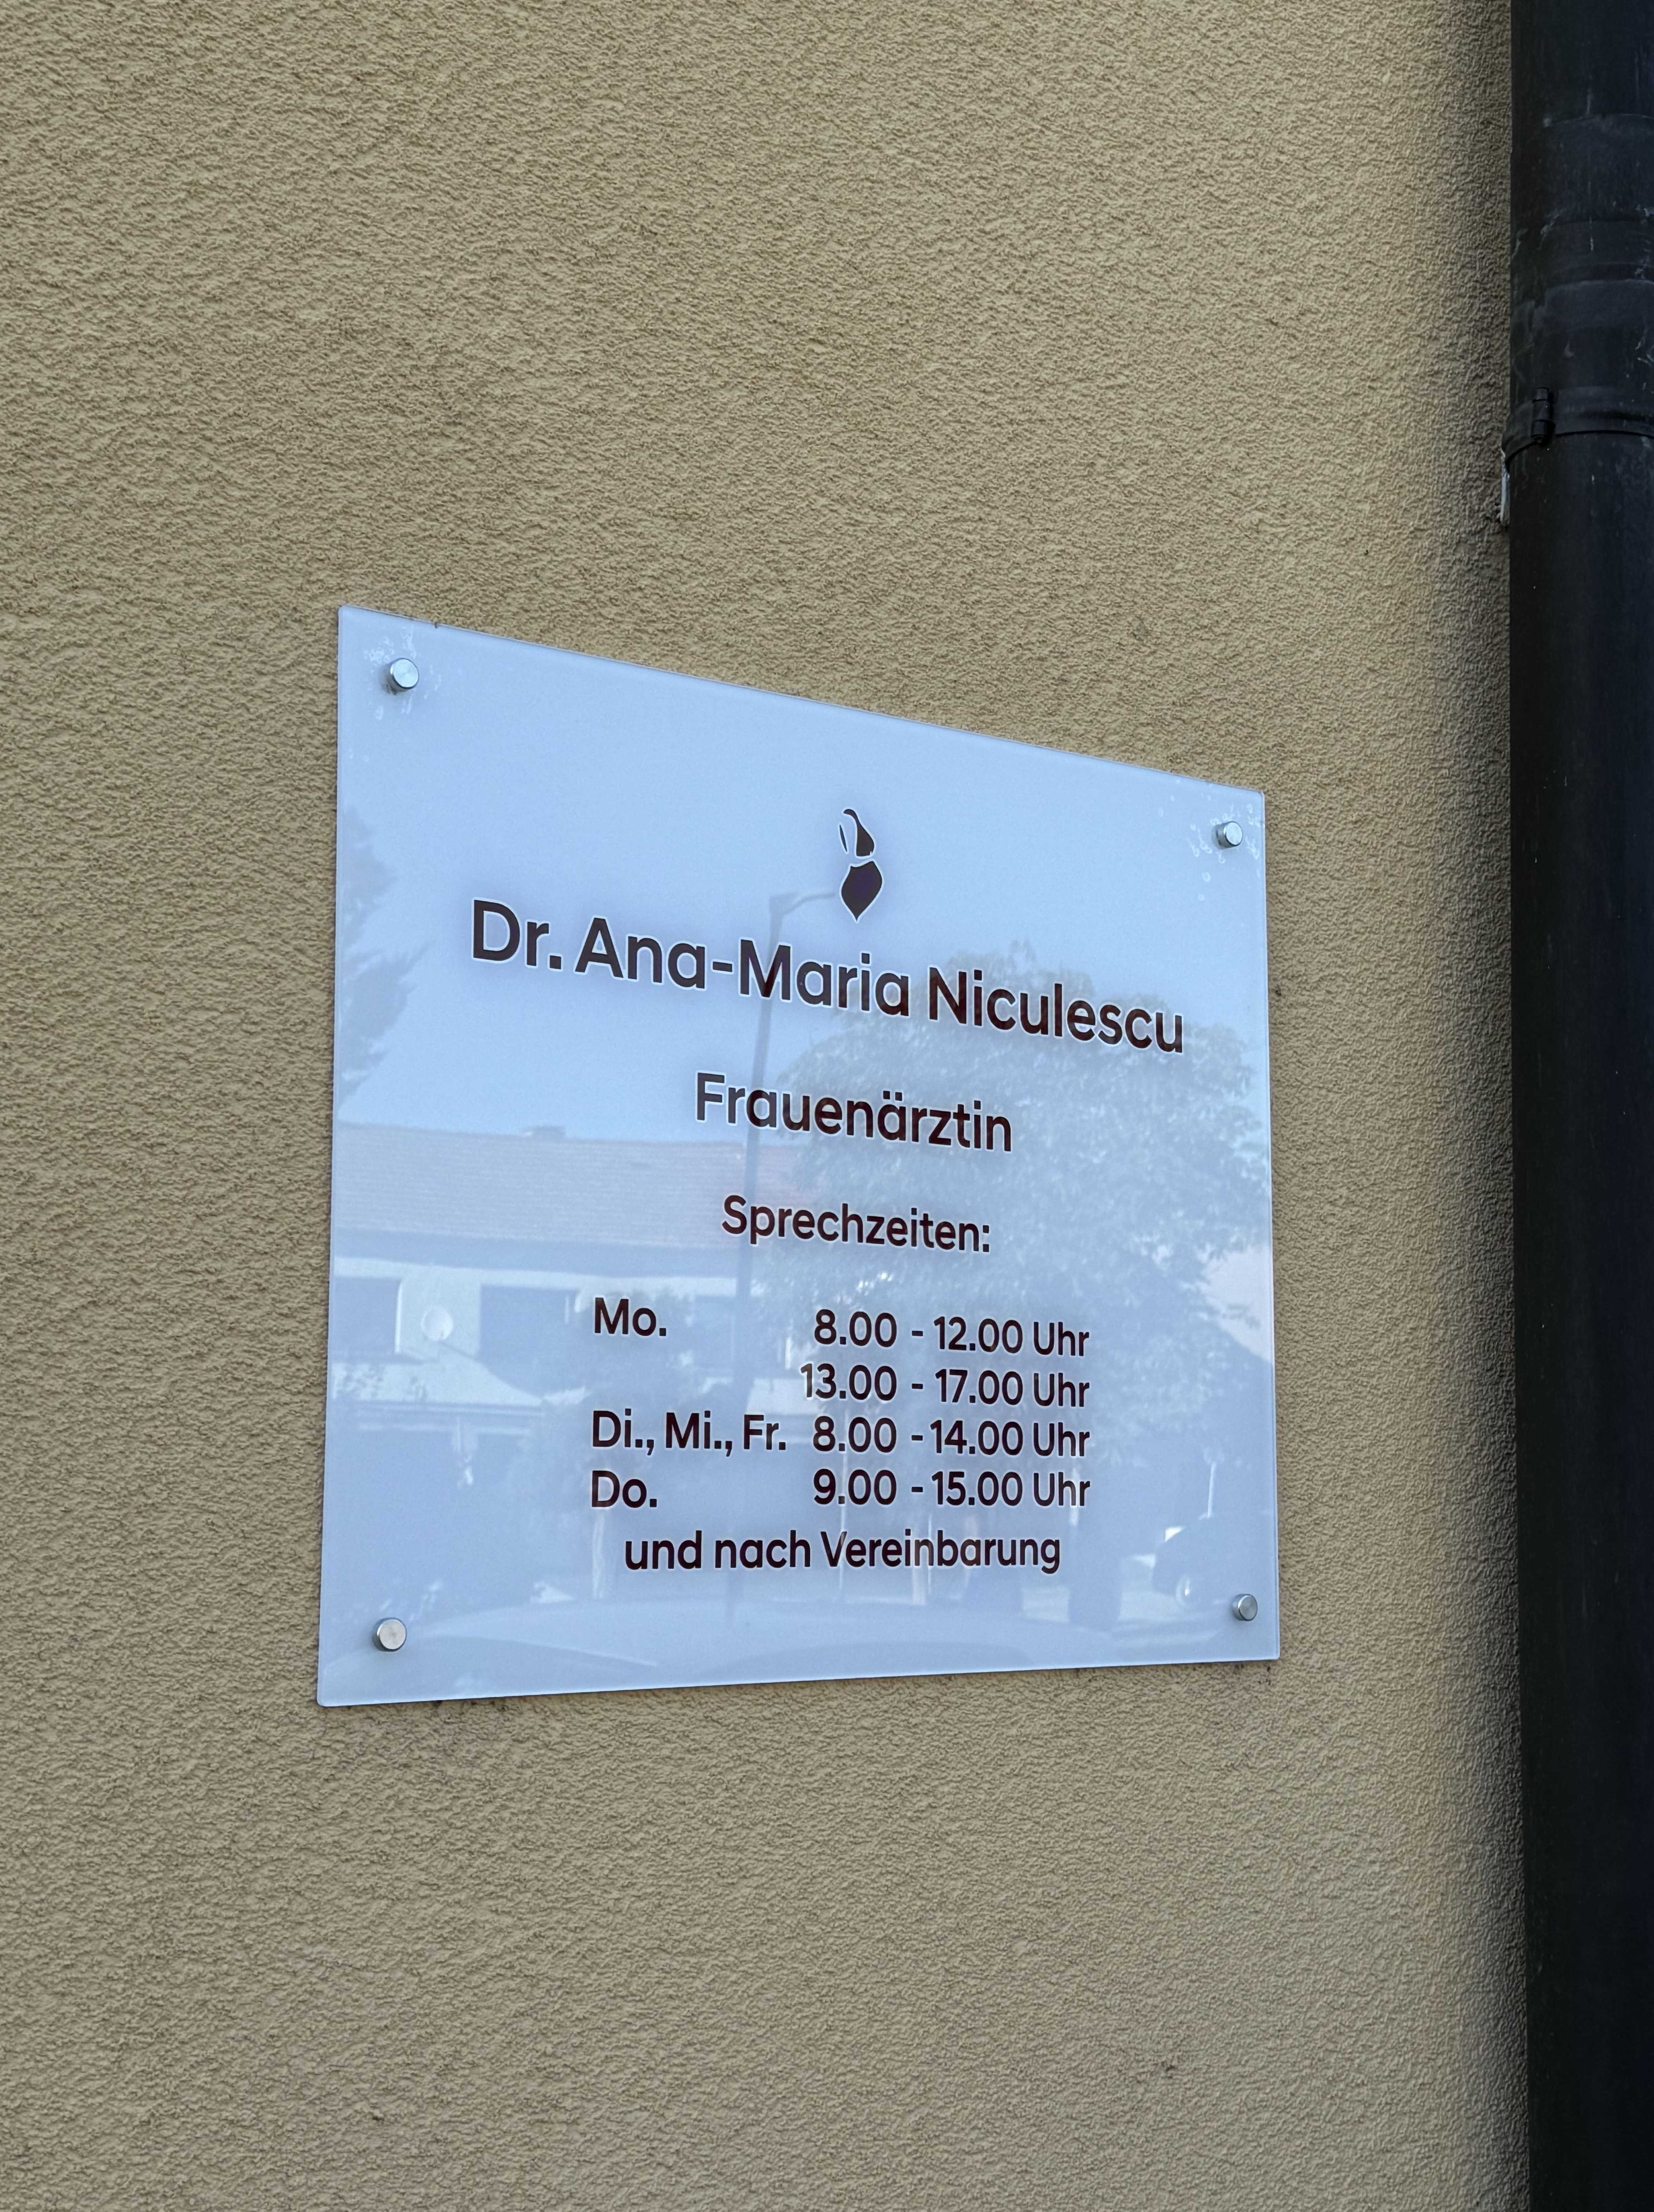 Dr. Ana-Maria Niculescu
Frauenärztin
Sprechzeiten:
Mo. 8.00 - 12.00 Uhr
13.00 - 17.00 Uhr
Di., Mi., Fr. 8.00 - 14.00 Uhr
Do. 9.00 - 15.00 Uhr
und nach Vereinbarung